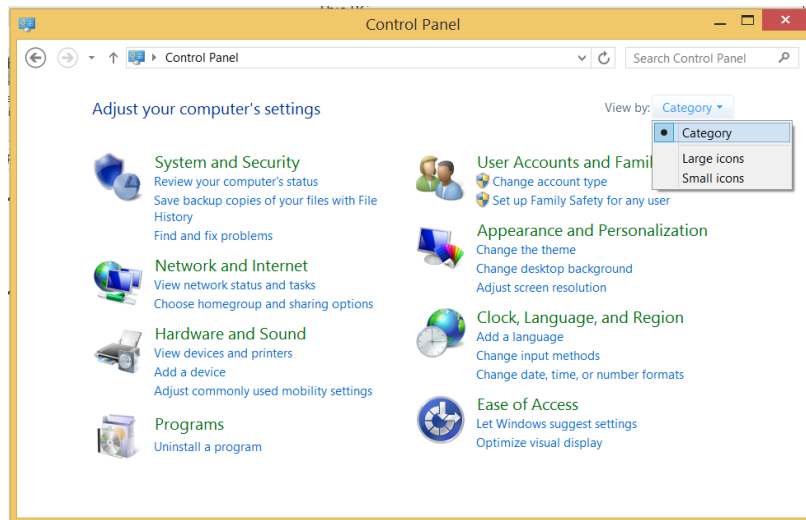 Control Panel
Control Panel
Search Control Panel
Adjust your computer's settings
View by: Category
Category
Large icons
Small icons
System and Security
Review your computer's status
Save backup copies of your files with File
History
Find and fix problems
Network and Internet
View network status and tasks
Choose homegroup and sharing options
Hardware and Sound
View devices and printers
Add a device
Adjust commonly used mobility settings
Programs
Uninstall a program
User Accounts and Famil
Change account type
Set up Family Safety for any user
Appearance and Personalization
Change the theme
Change desktop background
Adjust screen resolution
Clock, Language, and Region
Add a language
Change input methods
Change date, time, or number formats
Ease of Access
Let Windows suggest settings
Optimize visual display